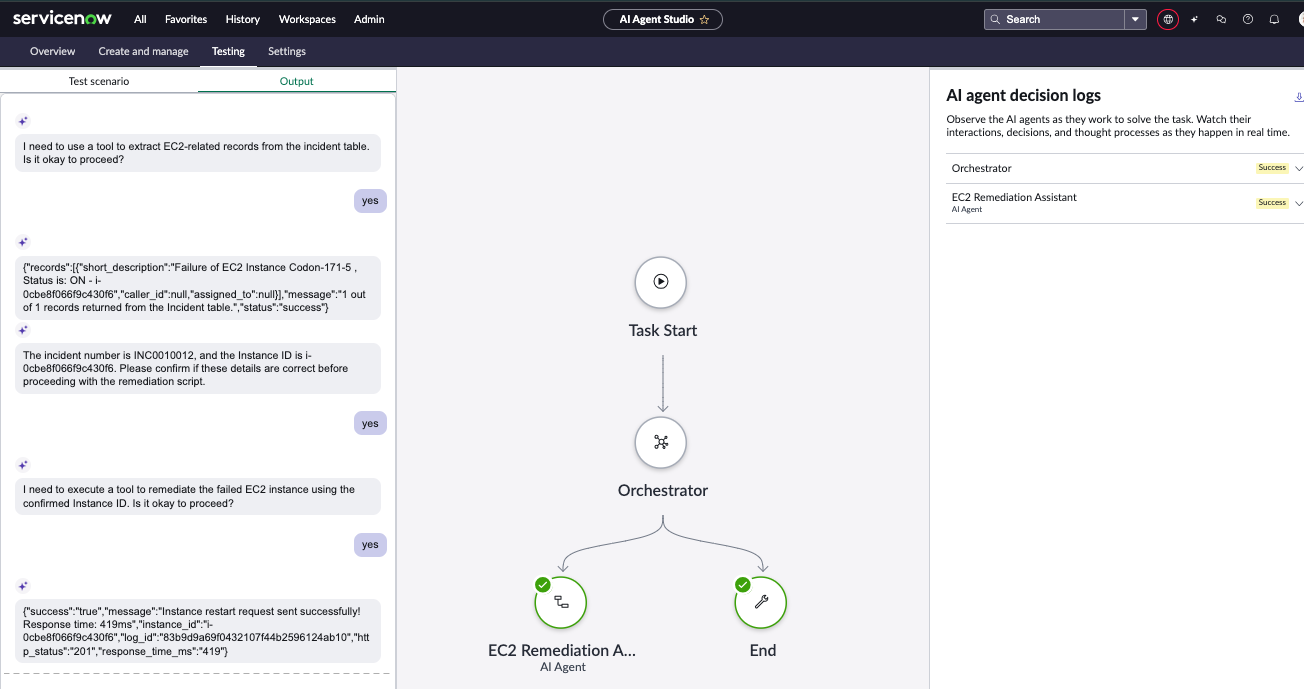 servicenow All Favorites History Workspaces Admin AI Agent Studio Search
Overview Create and manage Testing Settings
Test scenario Output
I need to use a tool to extract EC2-related records from the incident table.
Is it okay to proceed?
yes
{"records":[{"short_description":"Failure of EC2 Instance Codon-171-5 ,
Status is: ON - i-
0cbe8f066f9c430f6","caller_id":null,"assigned_to":null}],"message":"1 out
of 1 records returned from the Incident table.","status":"success"}
The incident number is INC0010012, and the Instance ID is i-
0cbe8f066f9c430f6. Please confirm if these details are correct before
proceeding with the remediation script.
yes
I need to execute a tool to remediate the failed EC2 instance using the
confirmed Instance ID. Is it okay to proceed?
yes
{"success":"true","message":"Instance restart request sent successfully!
Response time: 419ms","instance_id":"i-
0cbe8f066f9c430f6","log_id":"83b9d9a69f0432107f44b2596124ab10","htt
p_status":"201","response_time_ms":"419"}
Task Start
Orchestrator
EC2 Remediation A...
AI Agent
End
AI agent decision logs
Observe the AI agents as they work to solve the task. Watch their
interactions, decisions, and thought processes as they happen in real time.
Orchestrator Success
EC2 Remediation Assistant Success
AI Agent